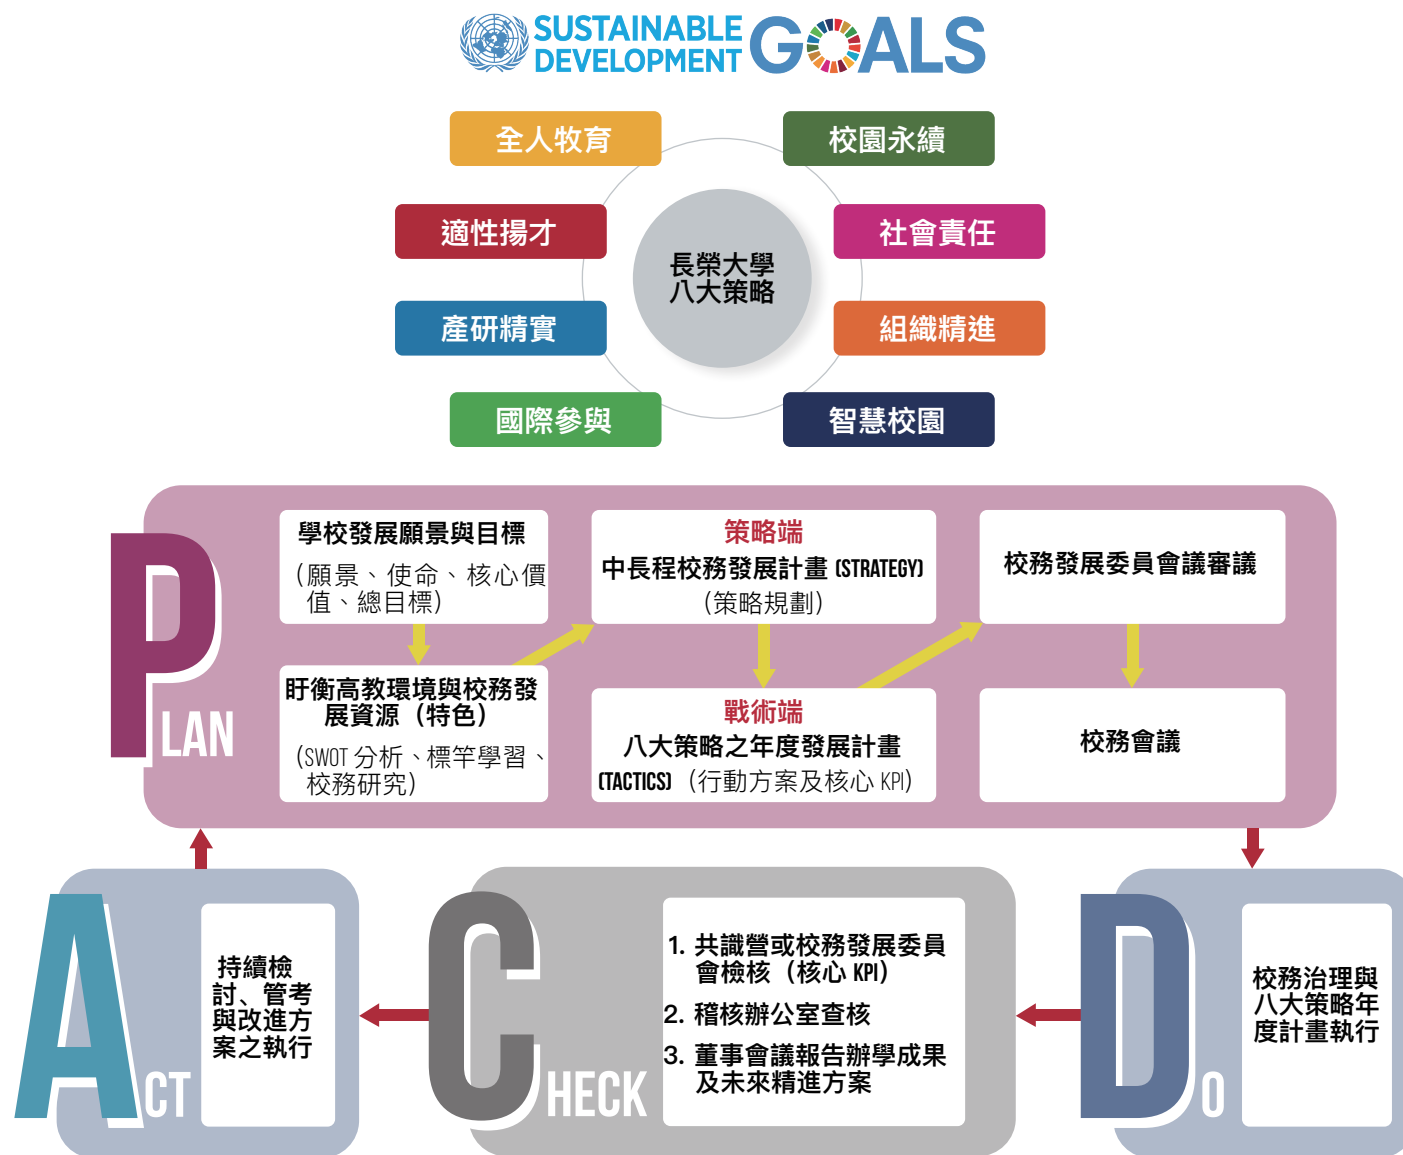 SUSTAINABLE
DEVELOPMENT
GOALS
全人牧育
校園永續
適性揚才
社會責任
長榮大學
八大策略
產研精實
組織精進
國際參與
智慧校園
PLAN
學校發展願景與目標
（願景、使命、核心價
值、總目標）
盱衡高教環境與校務發
展資源（特色）
（SWOT 分析、標竿學習、
校務研究）
策略端
中長程校務發展計畫 (STRATEGY)
（策略規劃）
戰術端
八大策略之年度發展計畫
(TACTICS)（行動方案及核心 KPI）
校務發展委員會議審議
校務會議
ACT
持續檢
討、管考
與改進方
案之執行
CHECK
1. 共識營或校務發展委員
會檢核（核心 KPI）
2. 稽核辦公室查核
3. 董事會議報告辦學成果
及未來精進方案
DO
校務治理與
八大策略年
度計畫執行